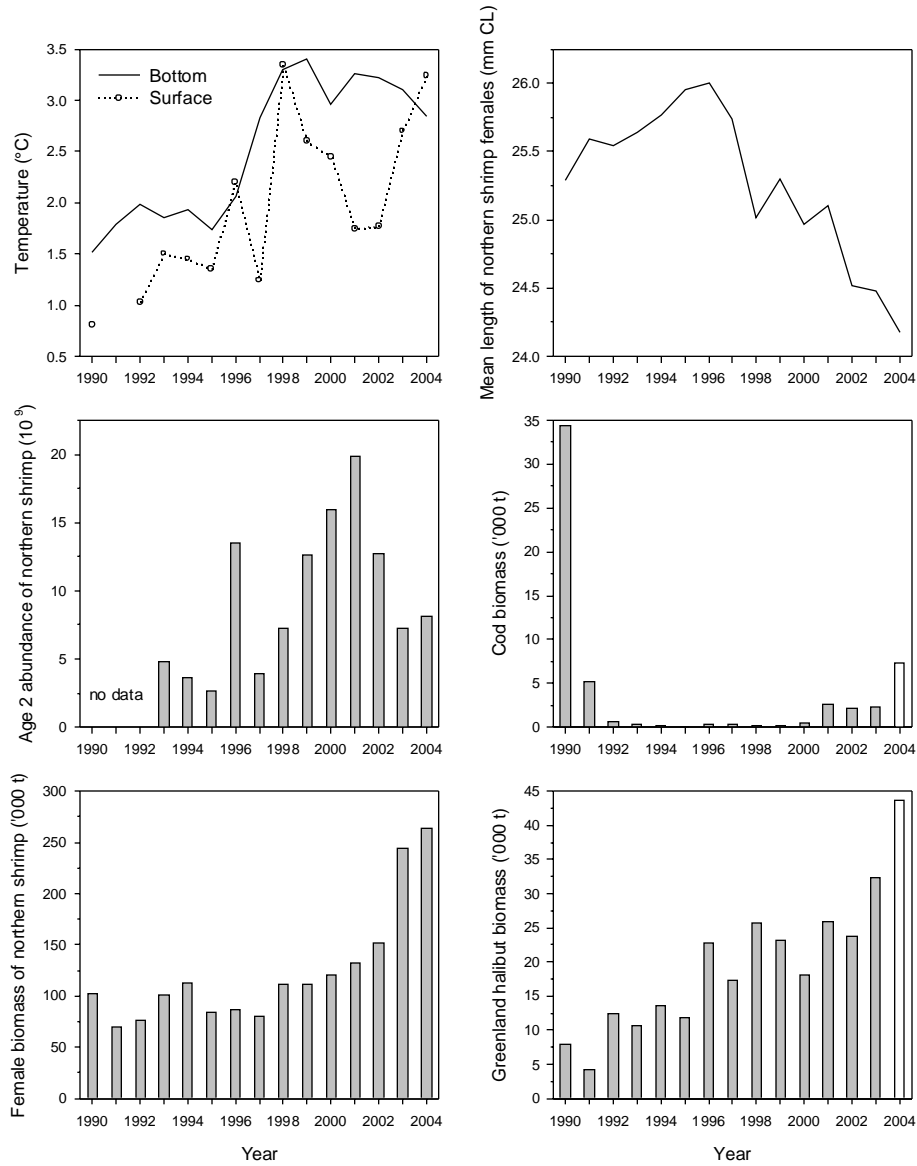 Temperature (°C)
3.5
3.0
2.5
2.0
1.5
1.0
0.5
Bottom
Surface
1990 1992 1994 1996 1998 2000 2002 2004
Mean length of northern shrimp females (mm CL)
26.0
25.5
25.0
24.5
24.0
1990 1992 1994 1996 1998 2000 2002 2004
Age 2 abundance of northern shrimp (10 9)
20
15
10
5
0
no data
1990 1992 1994 1996 1998 2000 2002 2004
Cod biomass ('000 t)
35
30
25
20
15
10
5
0
1990 1992 1994 1996 1998 2000 2002 2004
Female biomass of northern shrimp ('000 t)
300
250
200
150
100
50
0
1990 1992 1994 1996 1998 2000 2002 2004
Year
Greenland halibut biomass ('000 t)
45
40
35
30
25
20
15
10
5
0
1990 1992 1994 1996 1998 2000 2002 2004
Year